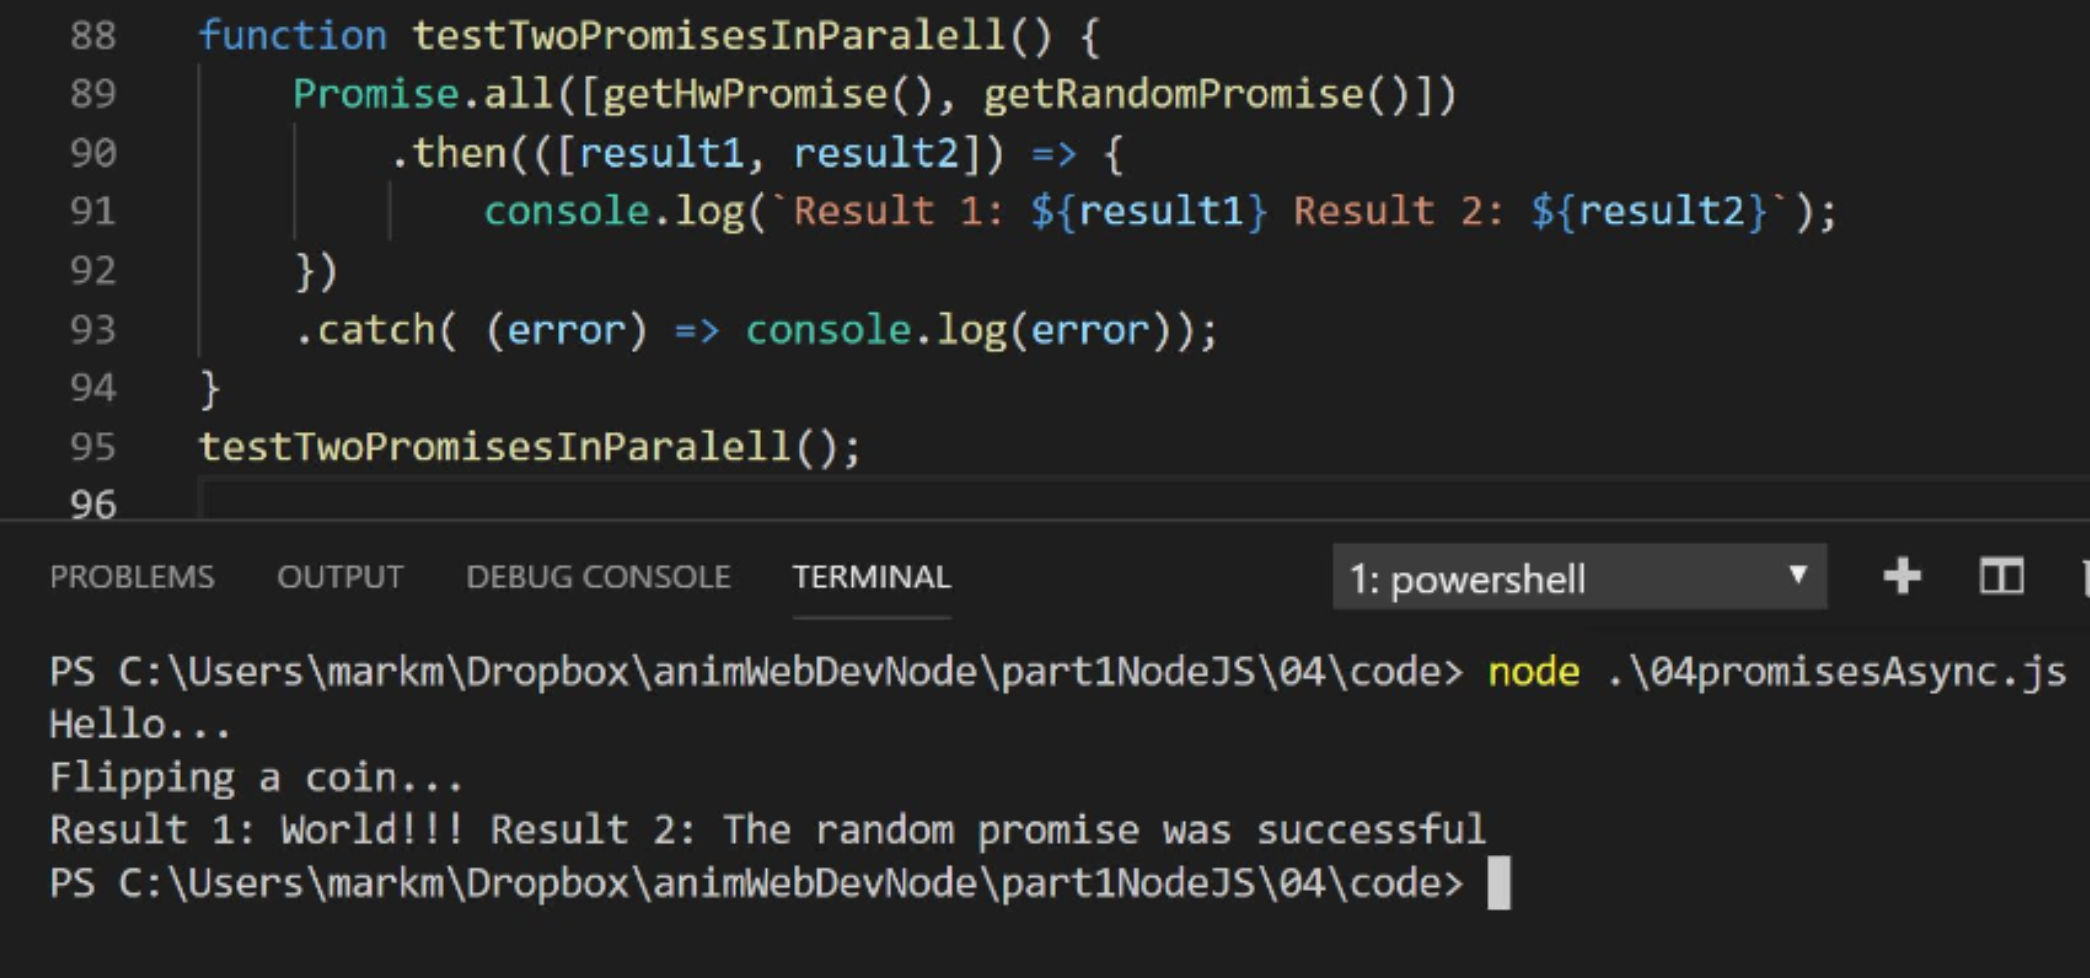 88 function testTwoPromisesInParalell() {
89 Promise.all([getHwPromise(), getRandomPromise()])
90 .then(([result1, result2]) => {
91 console.log(`Result 1: ${result1} Result 2: ${result2}`);
92 })
93 .catch( (error) => console.log(error));
94 }
95 testTwoPromisesInParalell();
96
PROBLEMS OUTPUT DEBUG CONSOLE TERMINAL 1: powershell
PS C:\Users\markm\Dropbox\animWebDevNode\part1NodeJS\04\code> node .\04promisesAsync.js
Hello...
Flipping a coin...
Result 1: World!!! Result 2: The random promise was successful
PS C:\Users\markm\Dropbox\animWebDevNode\part1NodeJS\04\code>